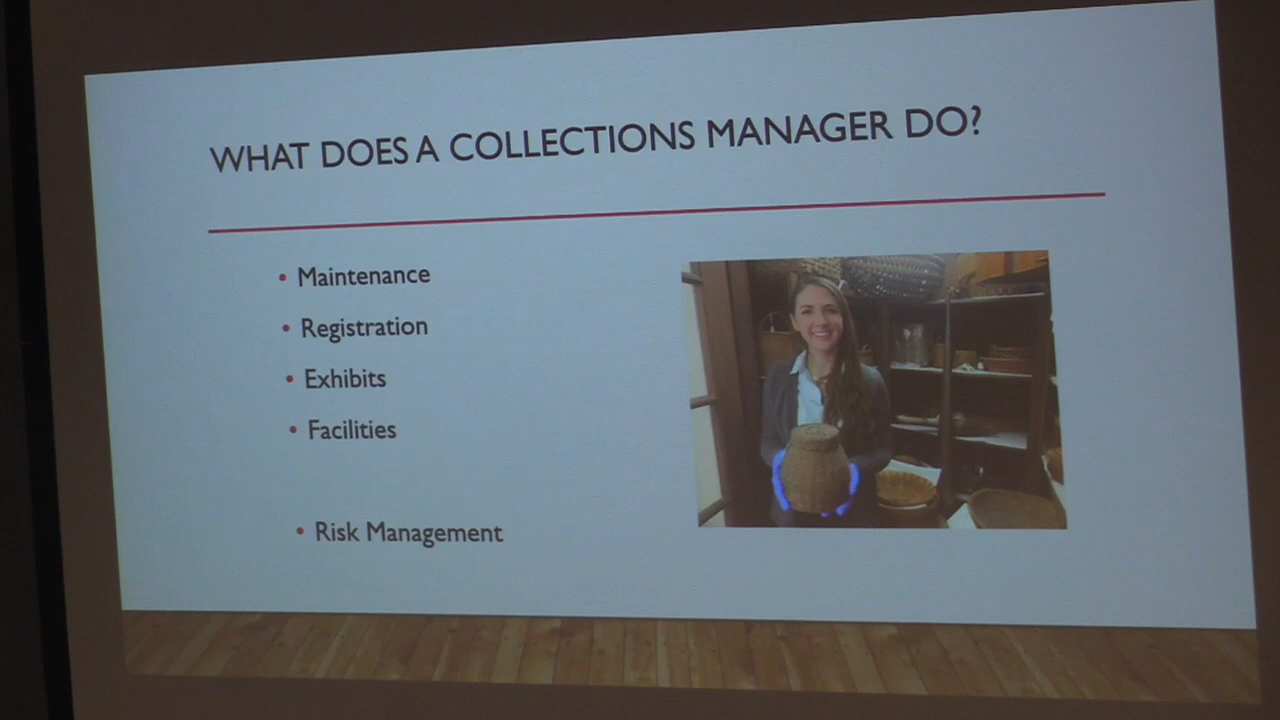 WHAT DOES A COLLECTIONS MANAGER DO?
• Maintenance
• Registration
• Exhibits
• Facilities
• Risk Management